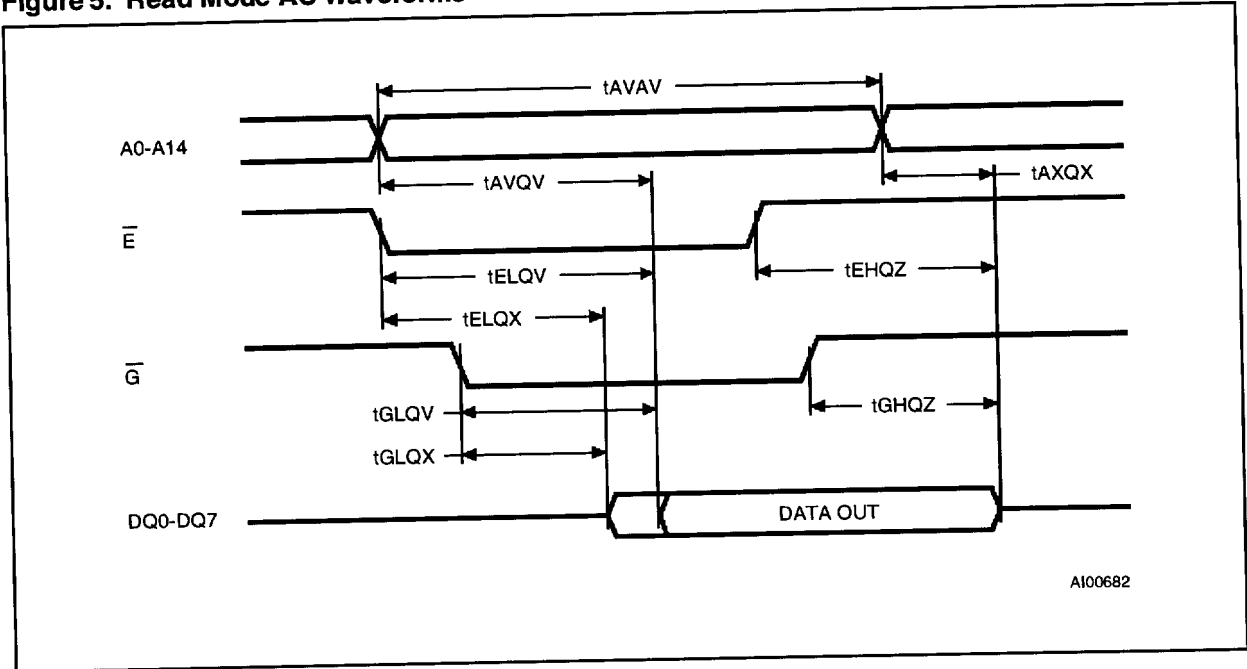 Figure 5. Read Mode AC Waveforms
tAVAV
A0-A14
tAVQV
tAXQX
E̅
tELQV
tEHQZ
tELQX
G̅
tGLQV
tGHQZ
tGLQX
DQ0-DQ7
DATA OUT
AI00682